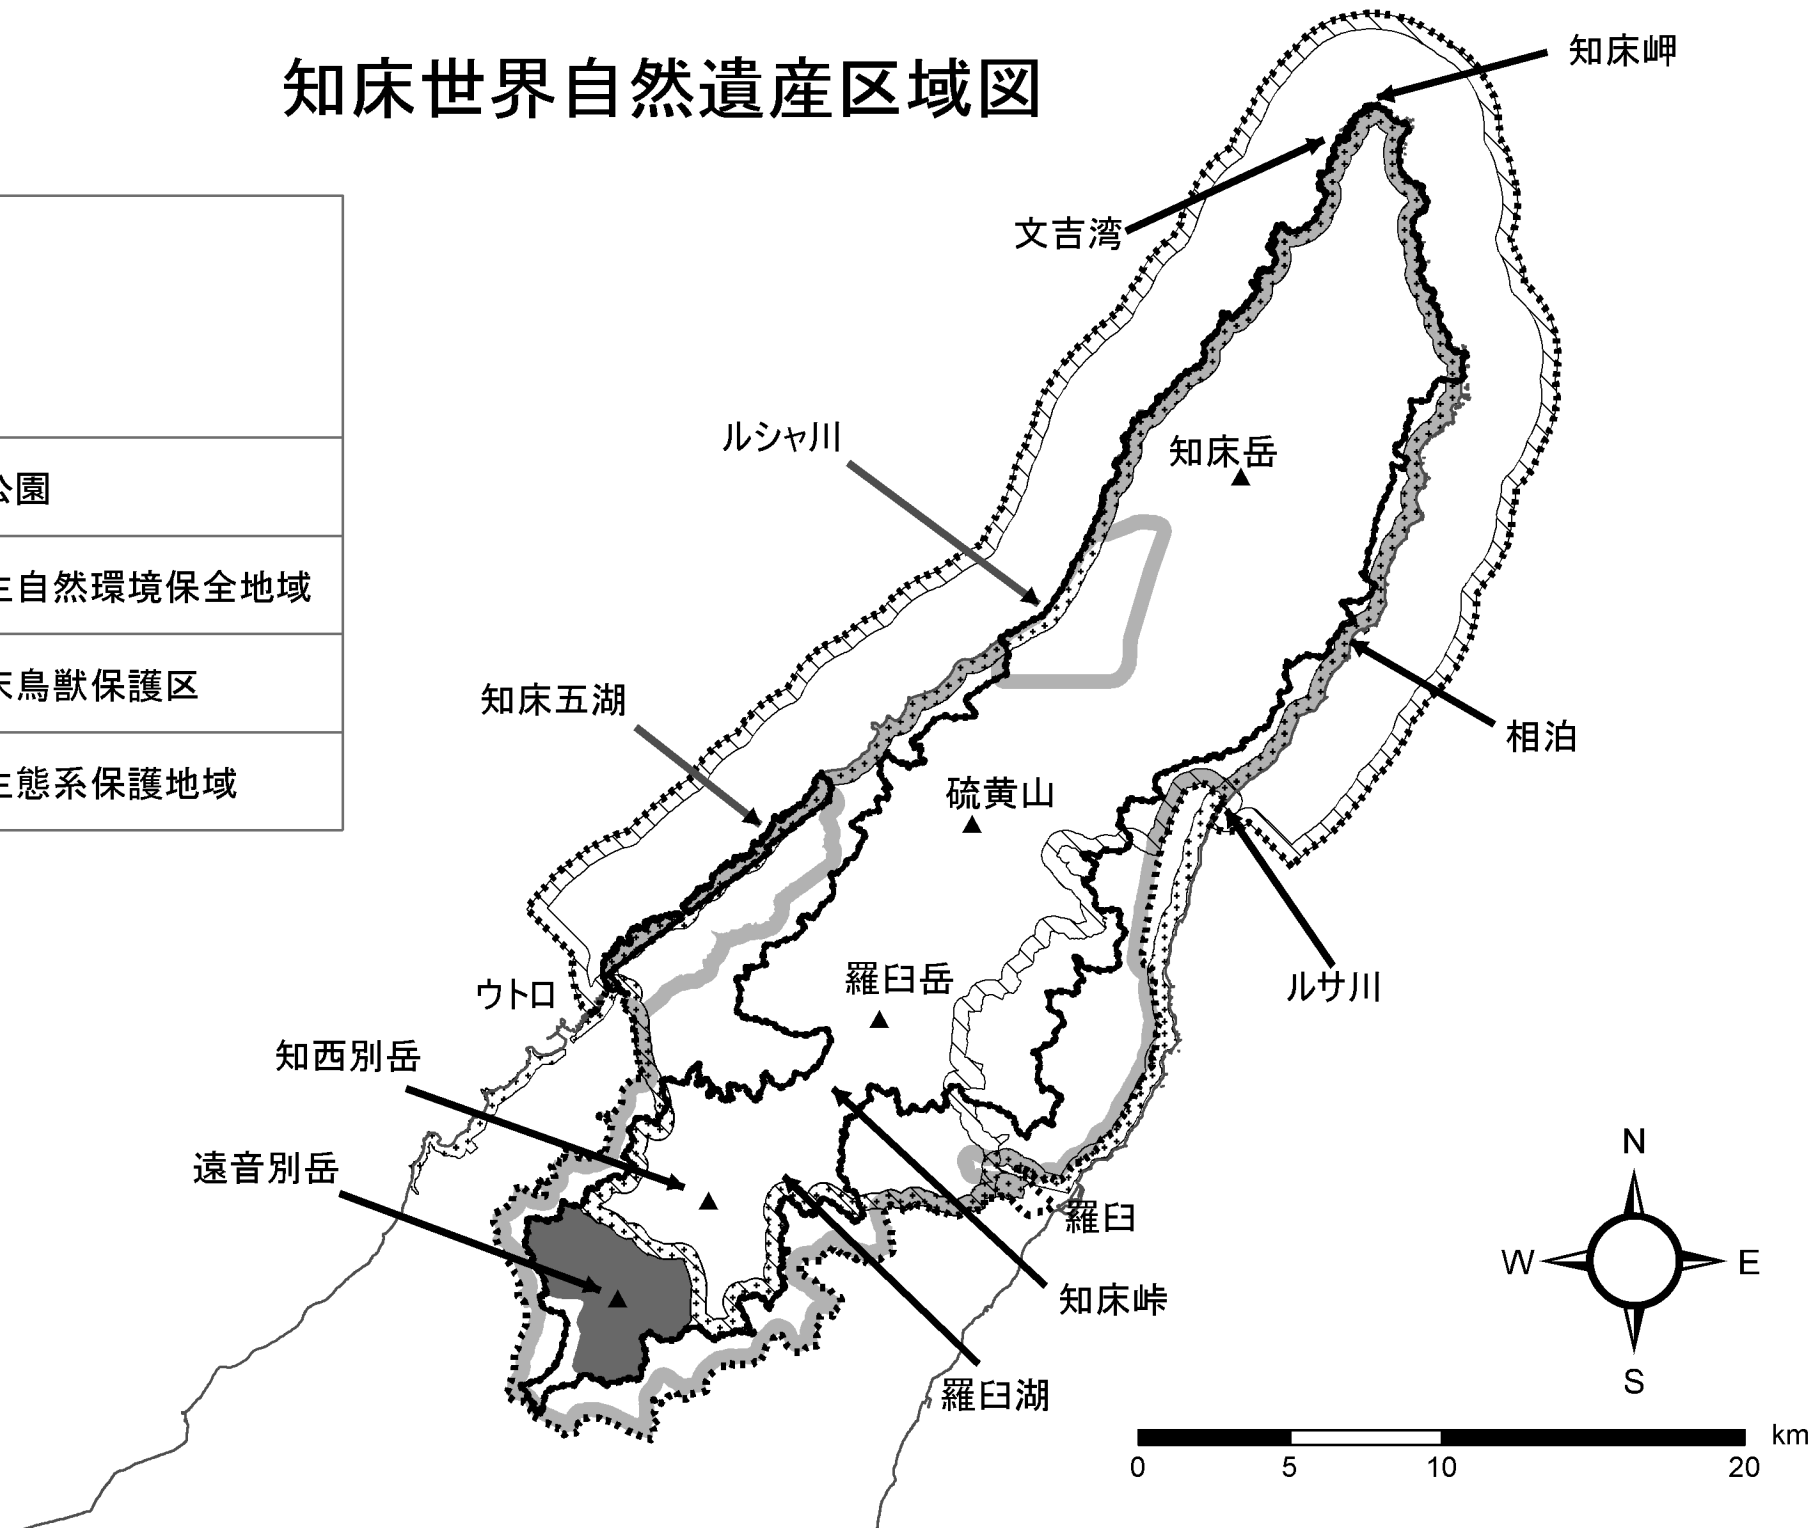 知床世界自然遺産区域図
知床岬
文吉湾
ルシャ川
知床岳
公園
自然環境保全地域
鳥獣保護区
態系保護地域
知床五湖
相泊
硫黄山
羅臼岳
ルサ川
ウトロ
知西別岳
遠音別岳
羅臼
知床峠
羅臼湖
N
W
E
S
km
0 5 10 20